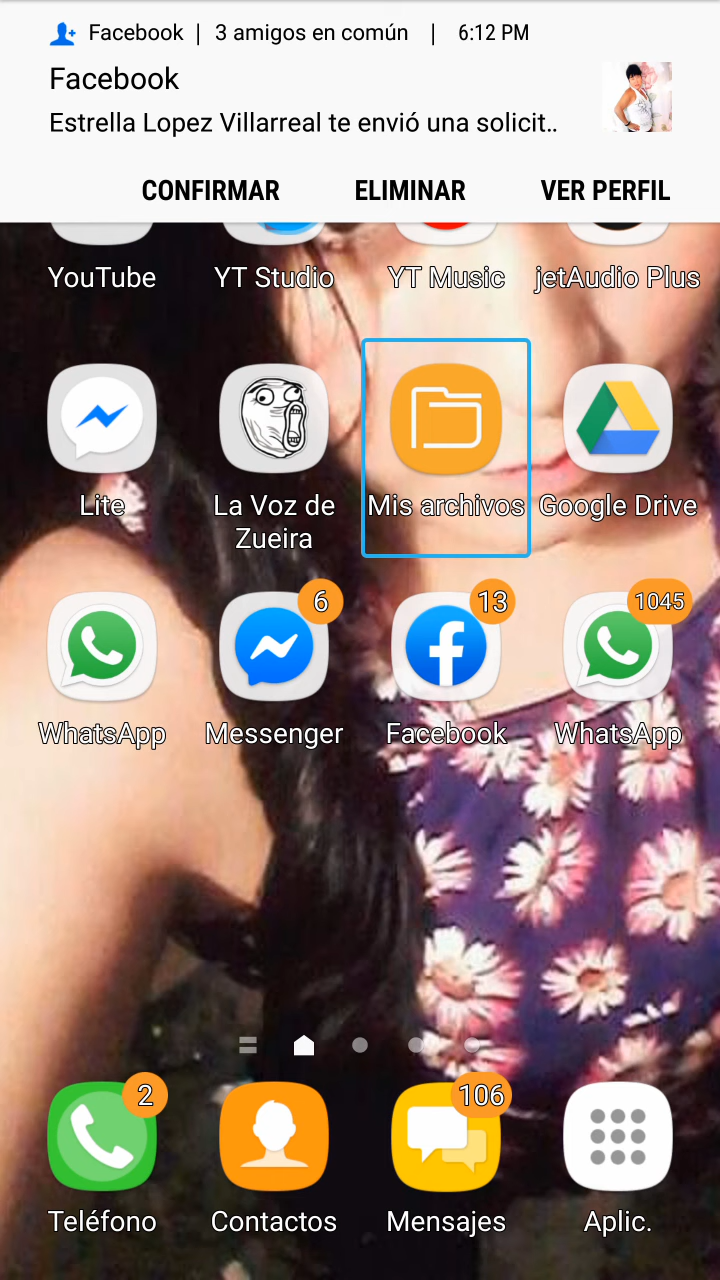 Facebook | 3 amigos en común | 6:12 PM
Facebook
Estrella Lopez Villarreal te envió una solicit..
CONFIRMAR ELIMINAR VER PERFIL
YouTube YT Studio YT Music jetAudio Plus
Lite La Voz de Zueira Mis archivos Google Drive
6 13 1045
WhatsApp Messenger Facebook WhatsApp
2 106
Teléfono Contactos Mensajes Aplic.